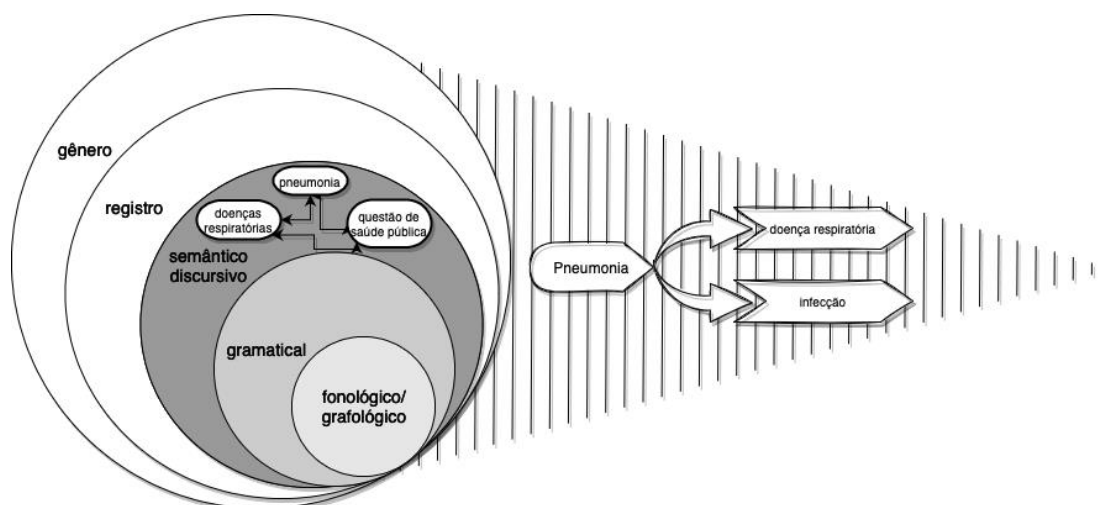 gênero
registro
pneumonia
doenças
respiratórias
questão de
saúde pública
semântico
discursivo
gramatical
fonológico/
grafológico
Pneumonia
doença respiratória
infecção